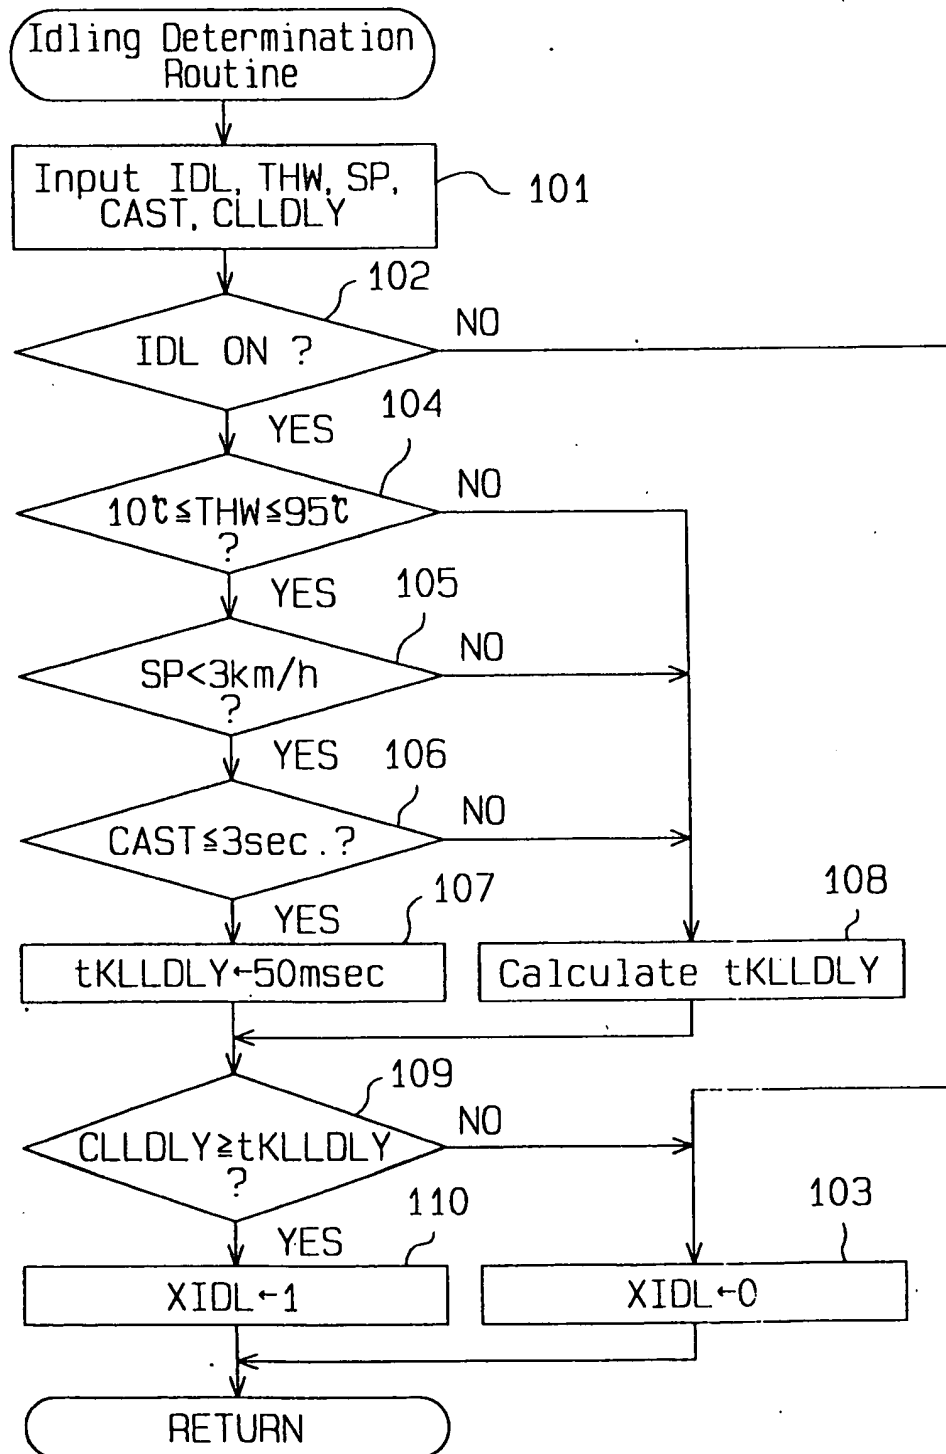 Idling Determination
Routine
Input IDL, THW, SP,
CAST, CLLDLY
101
102
IDL ON ?
NO
YES
104
10℃≦THW≦95℃
?
NO
YES
105
SP<3km/h
?
NO
YES
106
CAST≦3sec.?
NO
YES
107
tKLLDLY←50msec
108
Calculate tKLLDLY
109
CLLDLY≧tKLLDLY
?
NO
YES
110
XIDL←1
103
XIDL←0
RETURN